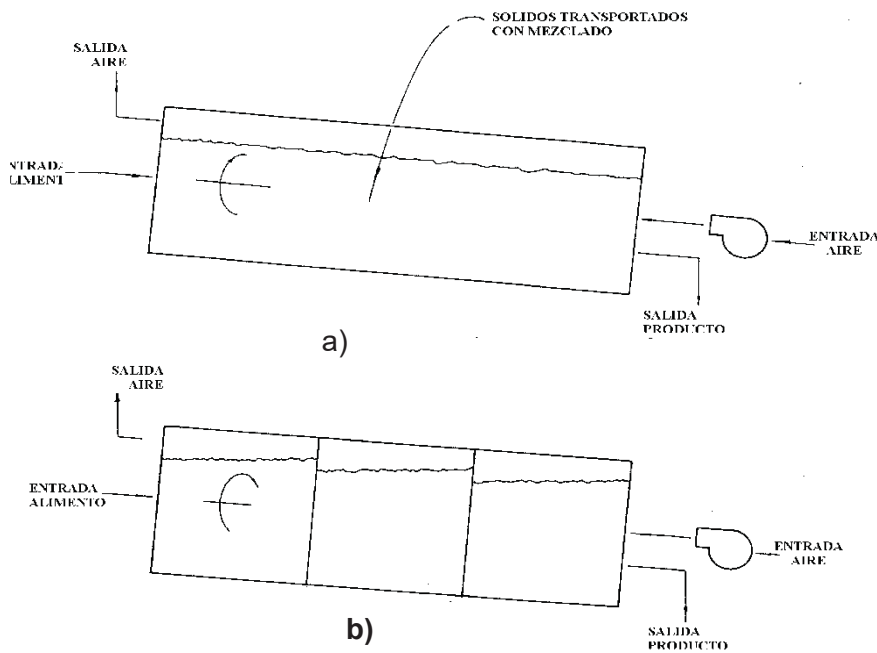 SOLIDOS TRANSPORTADOS
CON MEZCLADO
SALIDA
AIRE
NTRADA
LIMENT
ENTRADA
AIRE
SALIDA
PRODUCTO
a)
SALIDA
AIRE
ENTRADA
ALIMENTO
ENTRADA
AIRE
SALIDA
PRODUCTO
b)